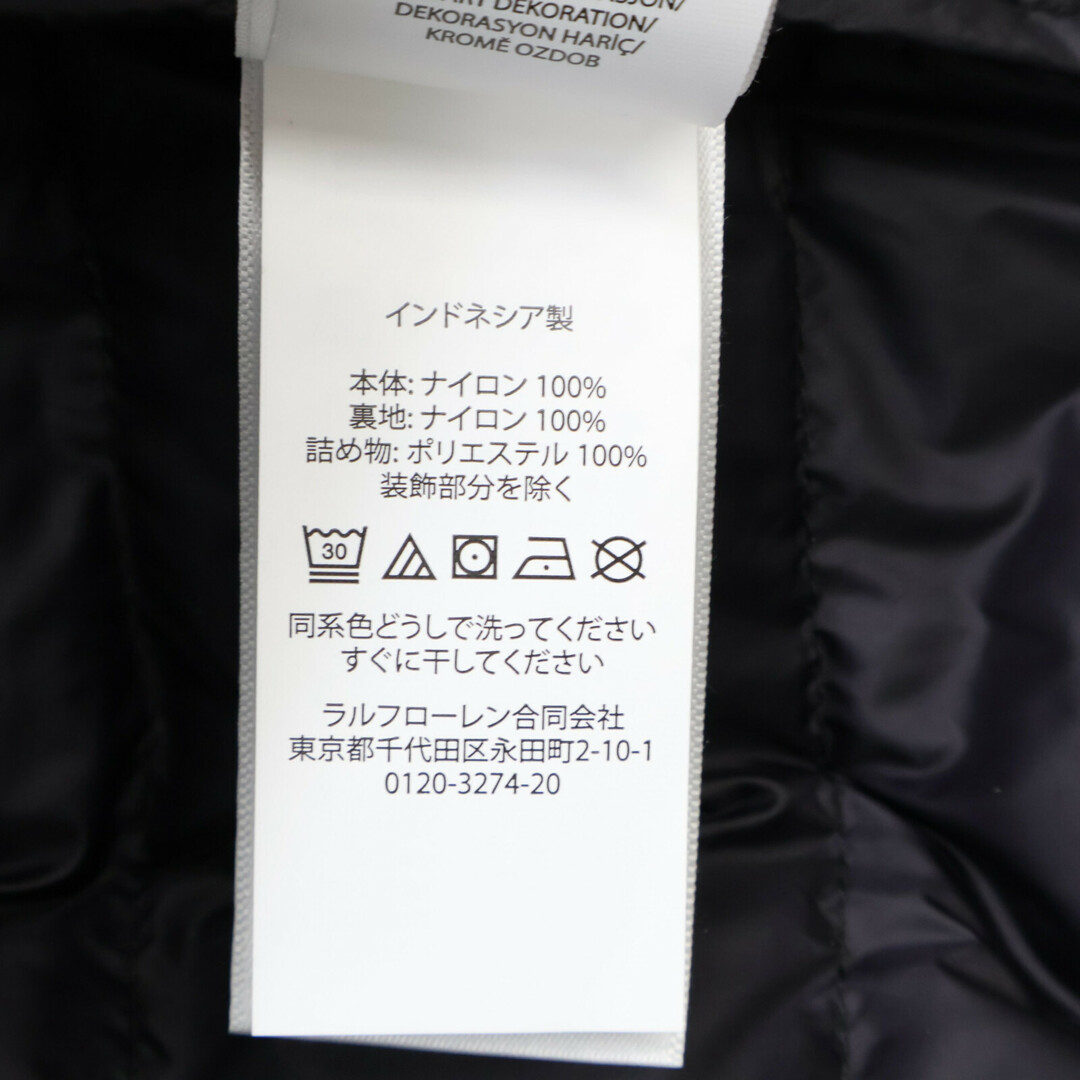 DEKORATION/
DEKORASYON HARİÇ/
KROMĚ OZDOB
インドネシア製
本体: ナイロン 100%
裏地: ナイロン 100%
詰め物: ポリエステル 100%
装飾部分を除く
30
同系色どうしで洗ってください
すぐに干してください
ラルフローレン合同会社
東京都千代田区永田町2-10-1
0120-3274-20